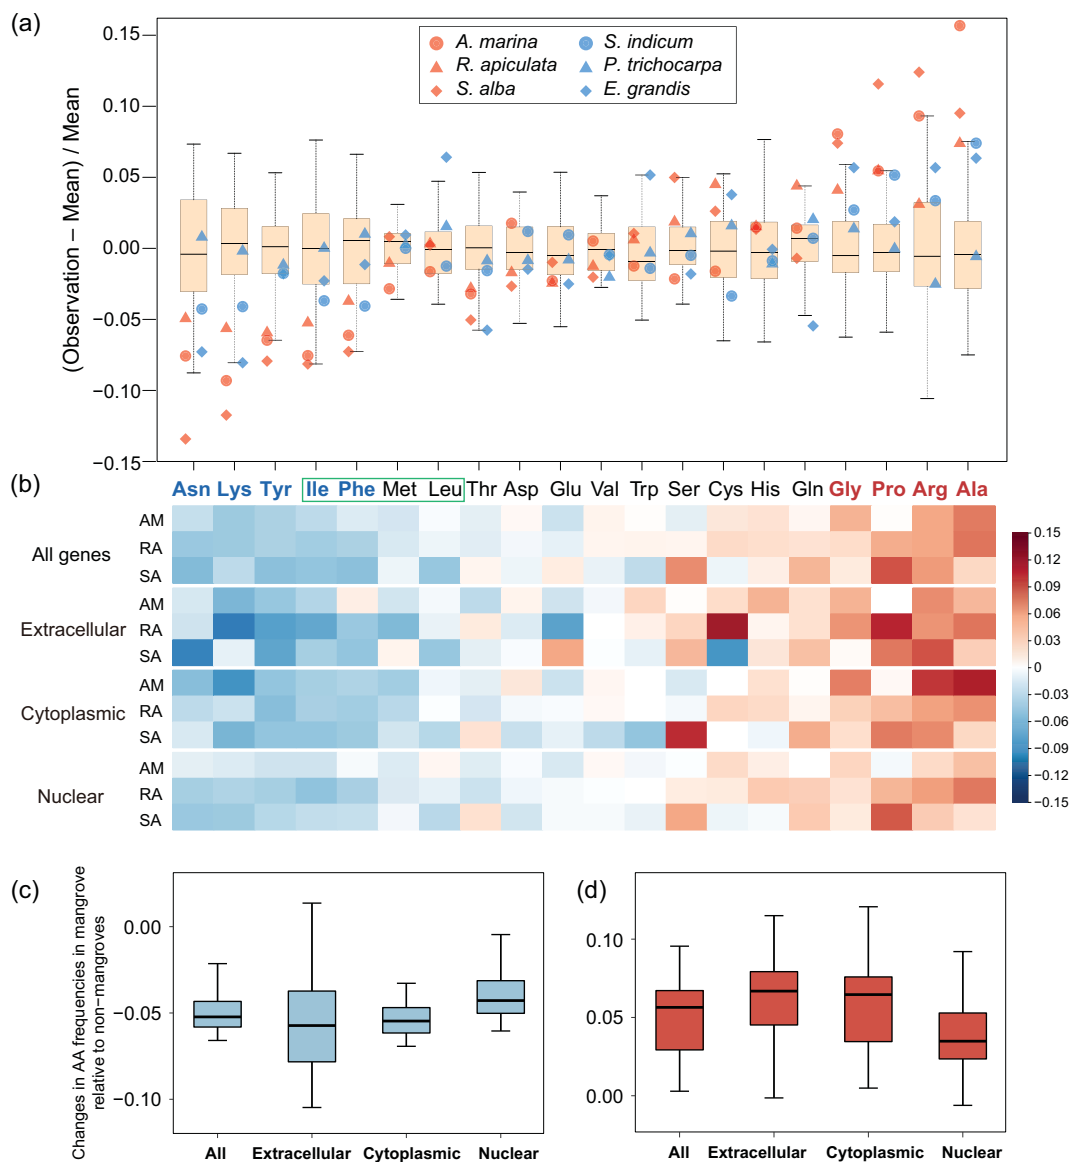 (a)
(Observation − Mean) / Mean
0.15
0.10
0.05
0.00
−0.05
−0.10
−0.15
A. marina
S. indicum
R. apiculata
P. trichocarpa
S. alba
E. grandis
(b)
Asn Lys Tyr Ile Phe Met Leu Thr Asp Glu Val Trp Ser Cys His Gln Gly Pro Arg Ala
All genes
AM
RA
SA
Extracellular
AM
RA
SA
Cytoplasmic
AM
RA
SA
Nuclear
AM
RA
SA
0.15
0.12
0.09
0.06
0.03
0
−0.03
−0.06
−0.09
−0.12
−0.15
(c)
Changes in AA frequencies in mangrove
relative to non−mangroves
0.00
−0.05
−0.10
All Extracellular Cytoplasmic Nuclear
(d)
0.10
0.05
0.00
All Extracellular Cytoplasmic Nuclear